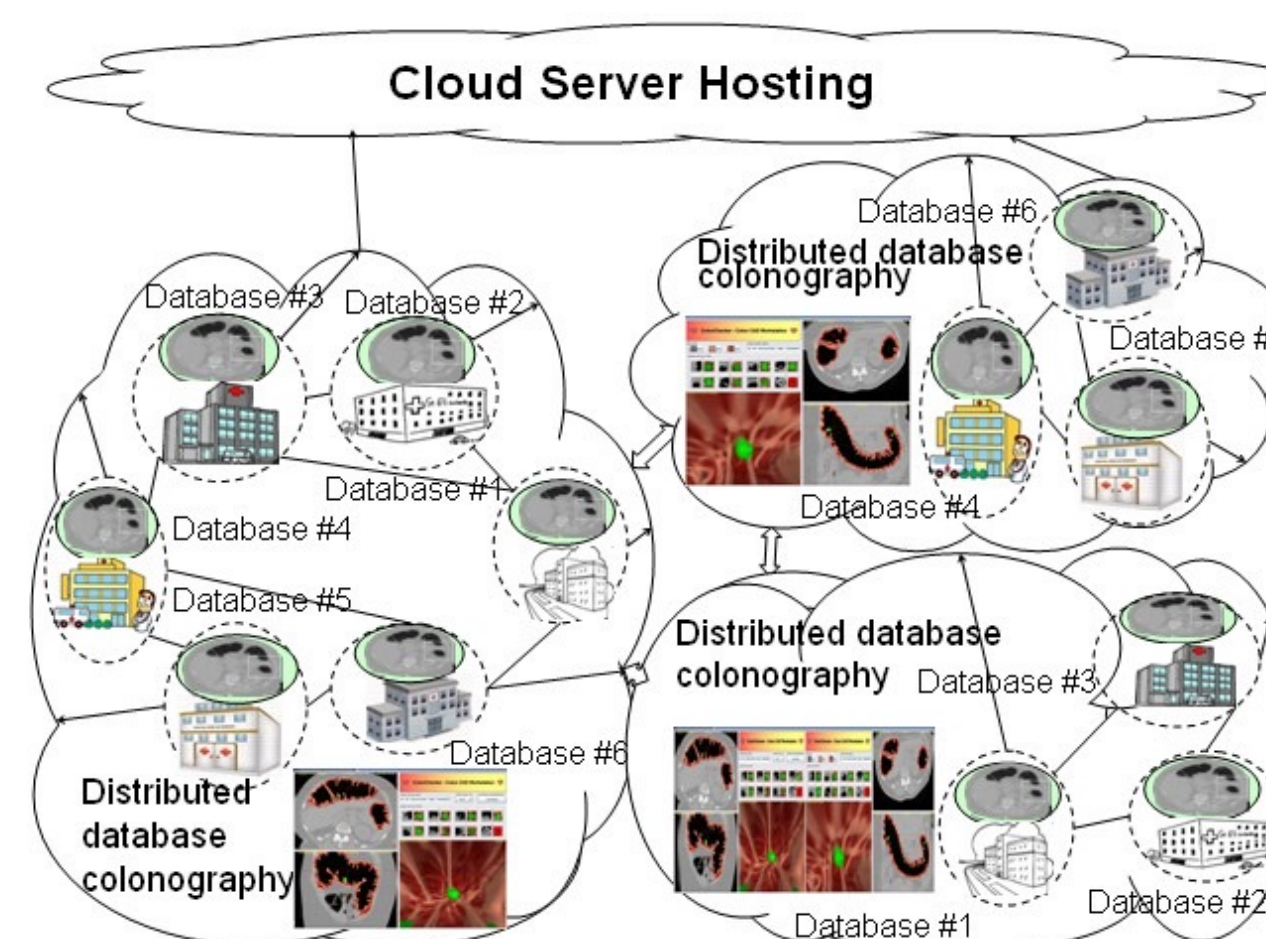 Cloud Server Hosting
Database #6
Distributed database
colonography
Database #
Database #4
Database #3
Database #2
Database #1
Database #4
Database #5
Database #6
Distributed
database
colonography
Distributed database
colonography
Database #3
Database #2
Database #1